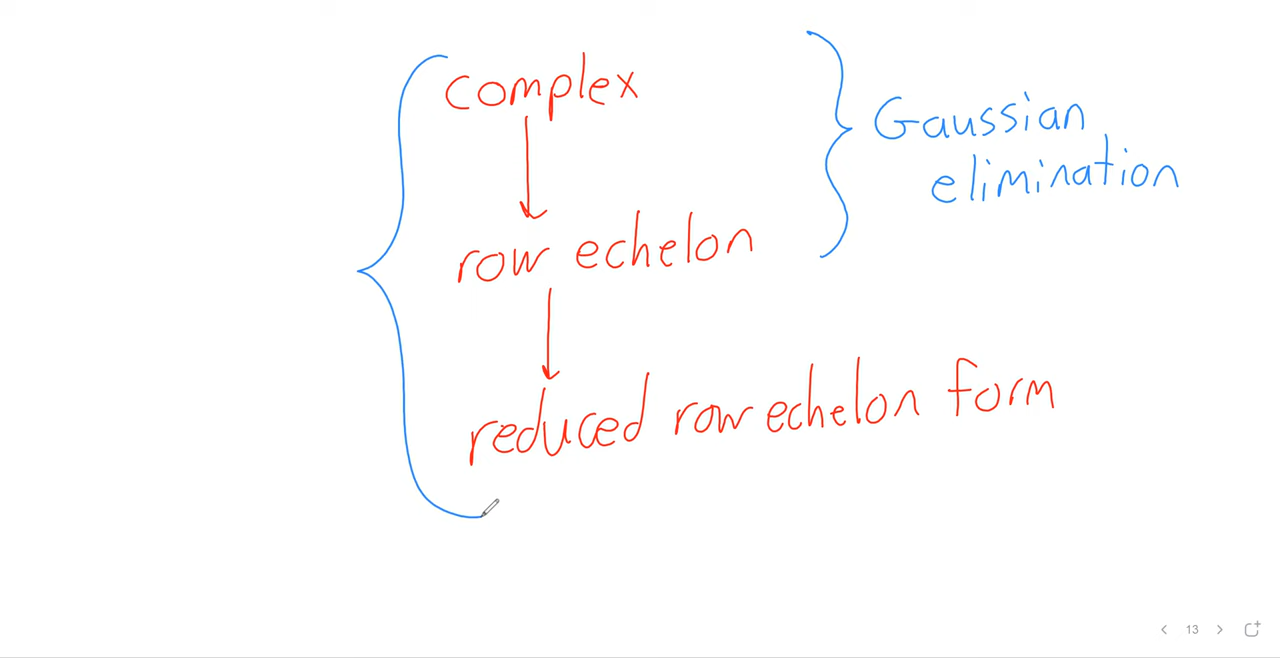 complex
Gaussian
elimination
row echelon
reduced row echelon form
13